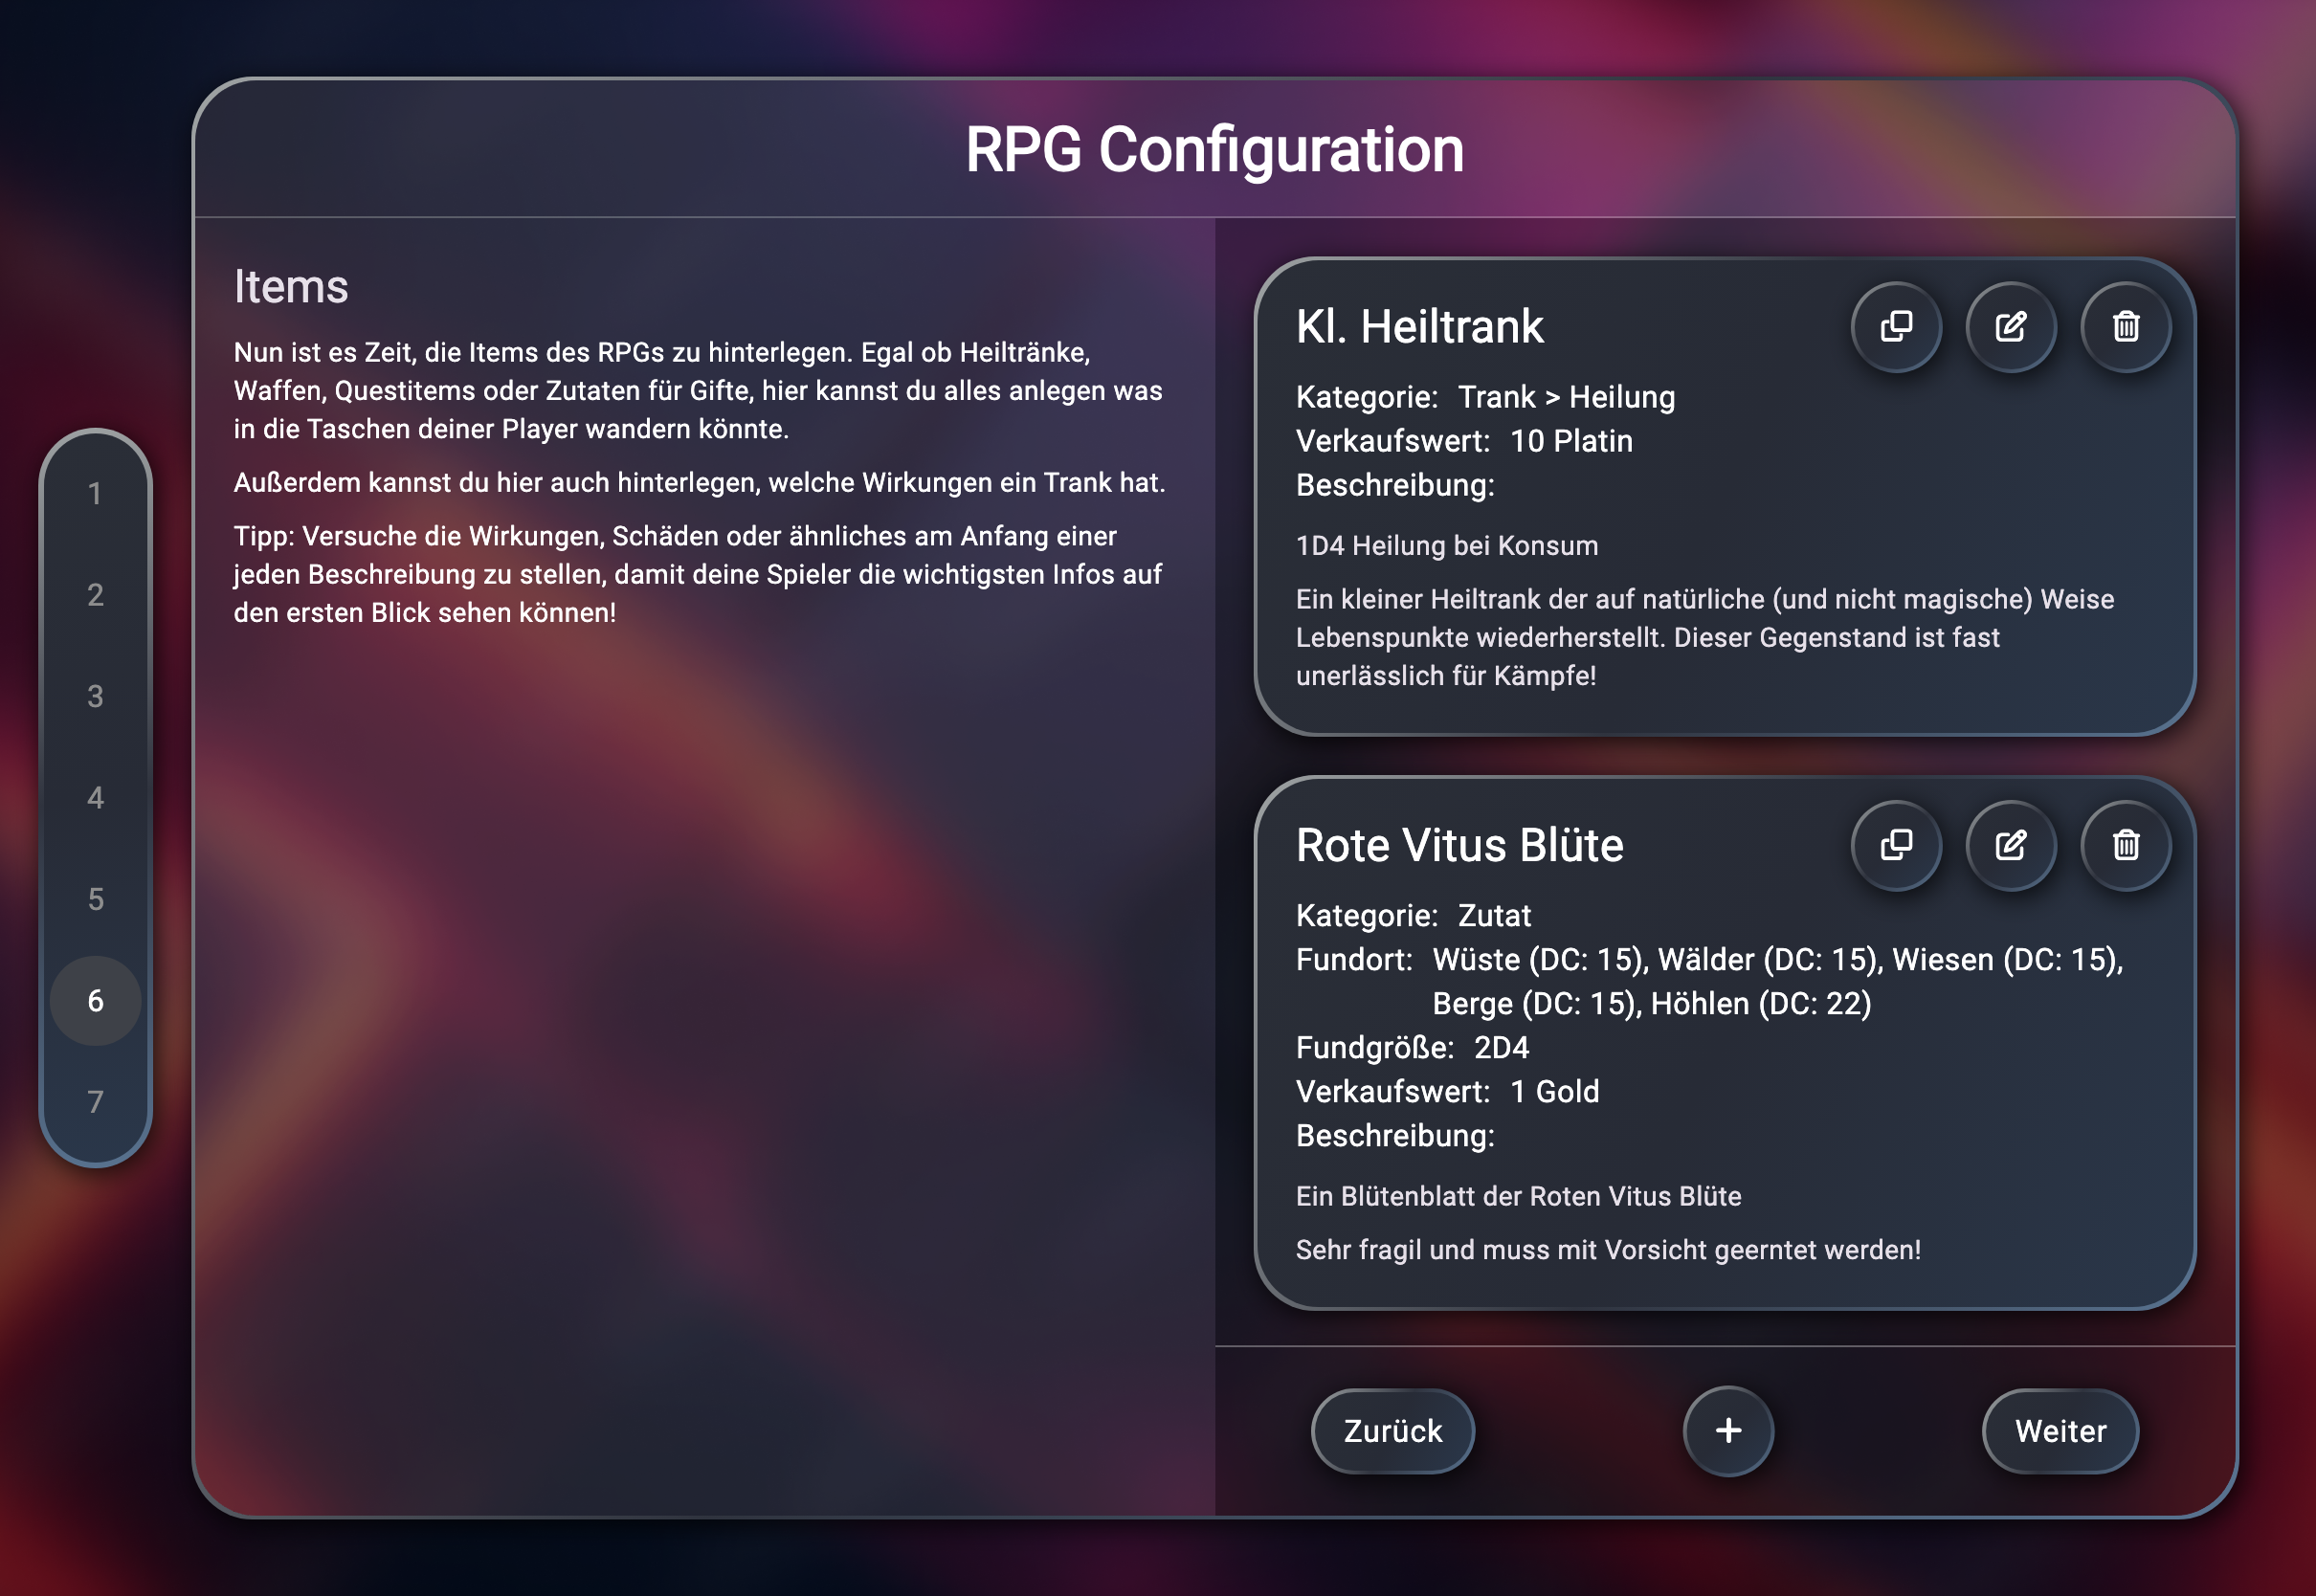 RPG Configuration
1
2
3
4
5
6
7
Items
Nun ist es Zeit, die Items des RPGs zu hinterlegen. Egal ob Heiltränke,
Waffen, Questitems oder Zutaten für Gifte, hier kannst du alles anlegen was
in die Taschen deiner Player wandern könnte.
Außerdem kannst du hier auch hinterlegen, welche Wirkungen ein Trank hat.
Tipp: Versuche die Wirkungen, Schäden oder ähnliches am Anfang einer
jeden Beschreibung zu stellen, damit deine Spieler die wichtigsten Infos auf
den ersten Blick sehen können!
Kl. Heiltrank
Kategorie: Trank > Heilung
Verkaufswert: 10 Platin
Beschreibung:
1D4 Heilung bei Konsum
Ein kleiner Heiltrank der auf natürliche (und nicht magische) Weise
Lebenspunkte wiederherstellt. Dieser Gegenstand ist fast
unerlässlich für Kämpfe!
Rote Vitus Blüte
Kategorie: Zutat
Fundort: Wüste (DC: 15), Wälder (DC: 15), Wiesen (DC: 15),
Berge (DC: 15), Höhlen (DC: 22)
Fundgröße: 2D4
Verkaufswert: 1 Gold
Beschreibung:
Ein Blütenblatt der Roten Vitus Blüte
Sehr fragil und muss mit Vorsicht geerntet werden!
Zurück
+
Weiter